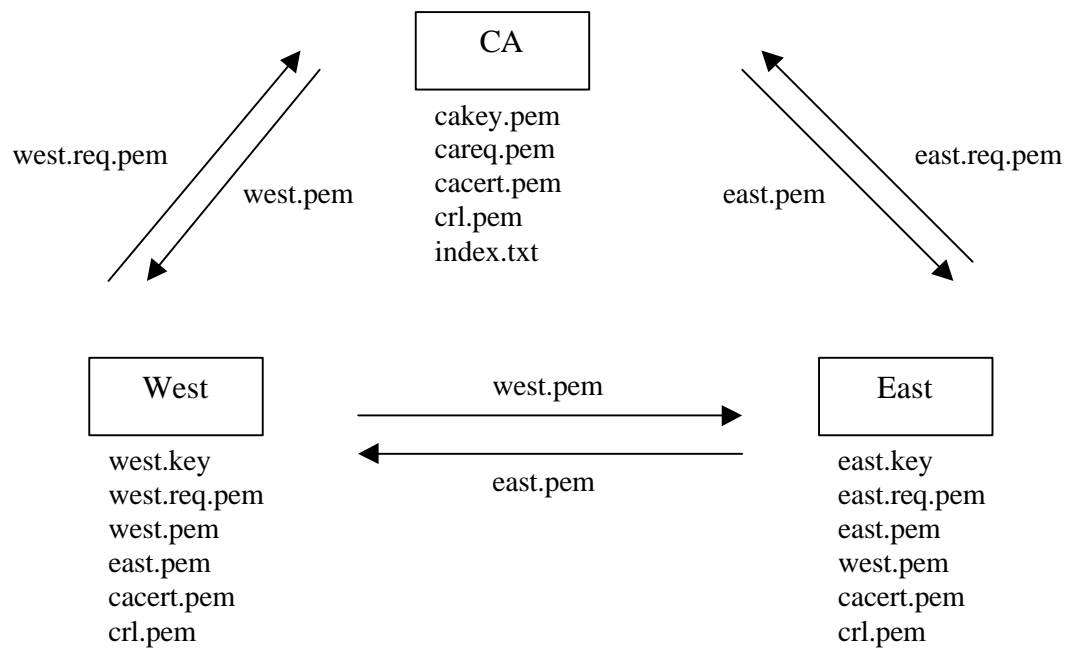 CA
cakey.pem
careq.pem
cacert.pem
crl.pem
index.txt
west.req.pem
west.pem
east.pem
east.req.pem
West
west.key
west.req.pem
west.pem
east.pem
cacert.pem
crl.pem
west.pem
east.pem
East
east.key
east.req.pem
east.pem
west.pem
cacert.pem
crl.pem